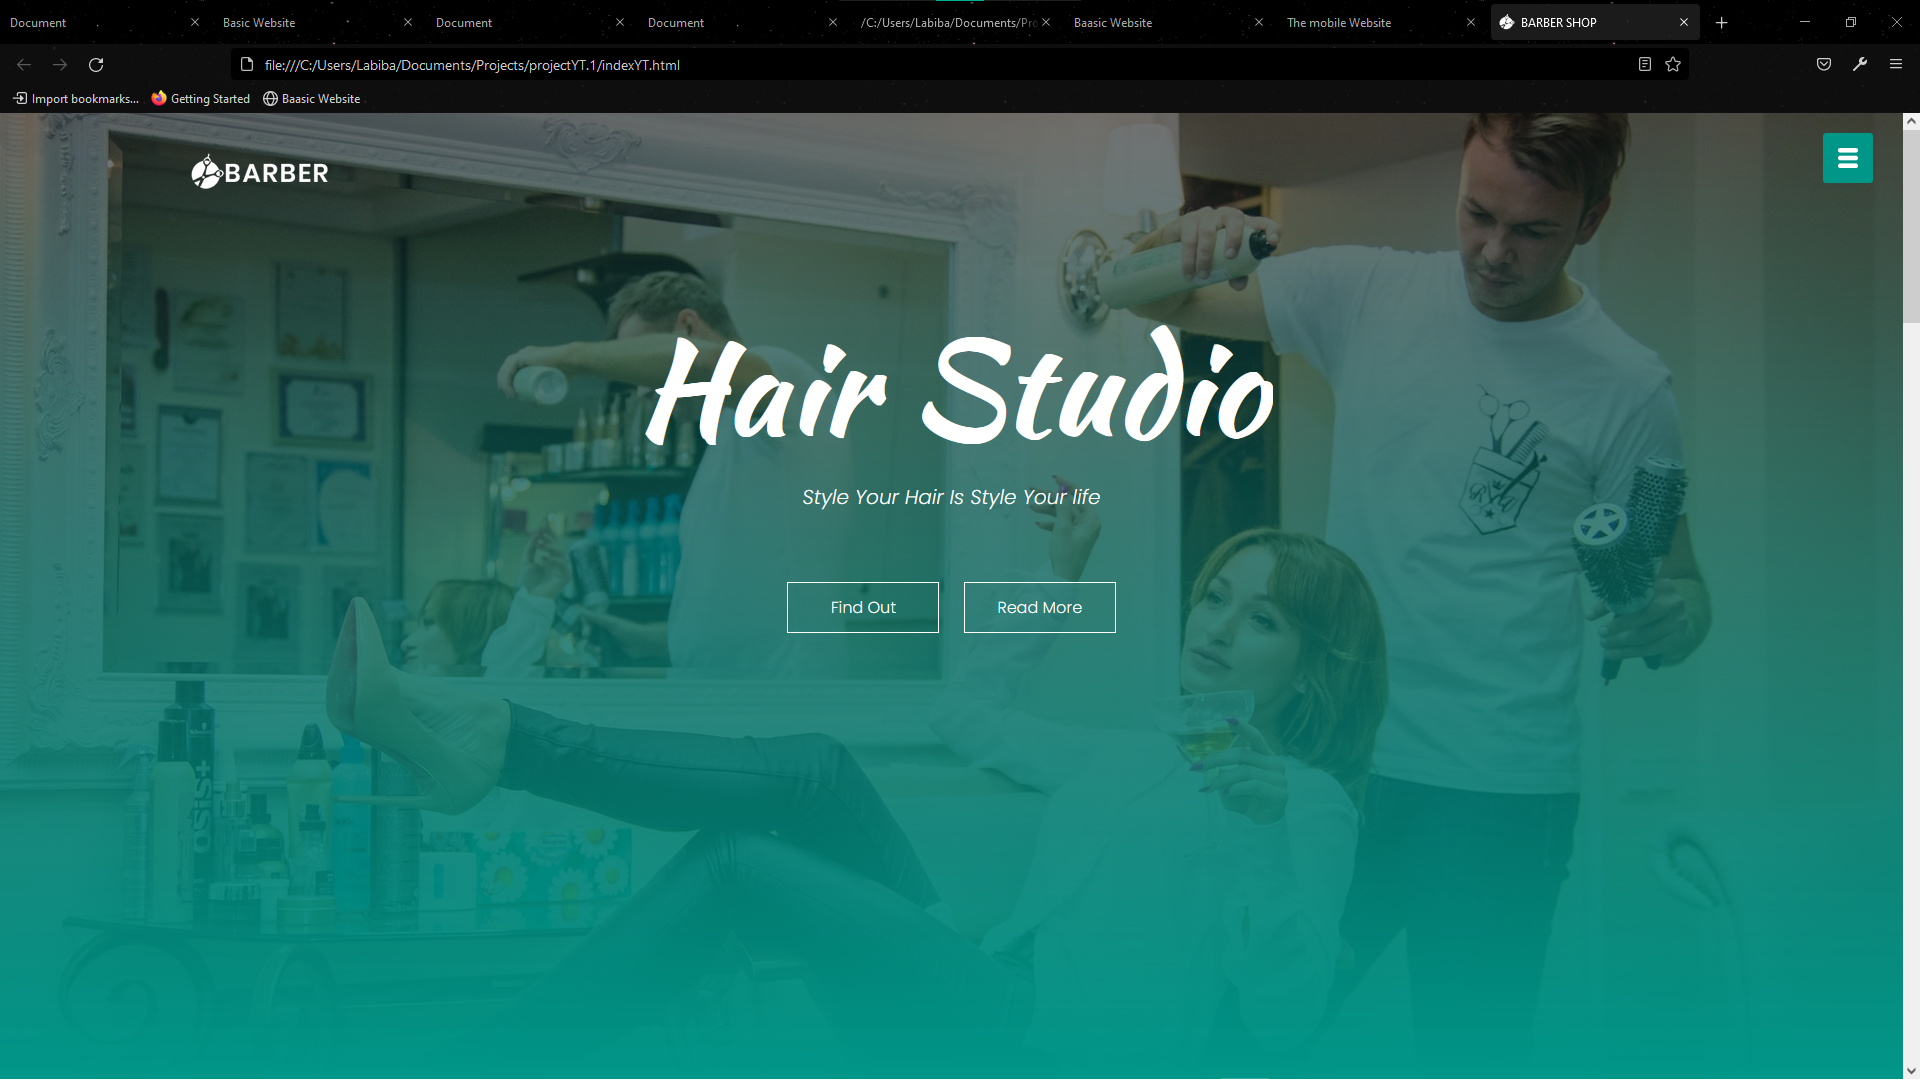 Document
Basic Website
Document
Document
/C:/Users/Labiba/Documents/Pro
Baasic Website
The mobile Website
BARBER SHOP
file:///C:/Users/Labiba/Documents/Projects/projectYT.1/indexYT.html
Import bookmarks...
Getting Started
Baasic Website
BARBER
Hair Studio
Style Your Hair Is Style Your life
Find Out
Read More
OSiS+